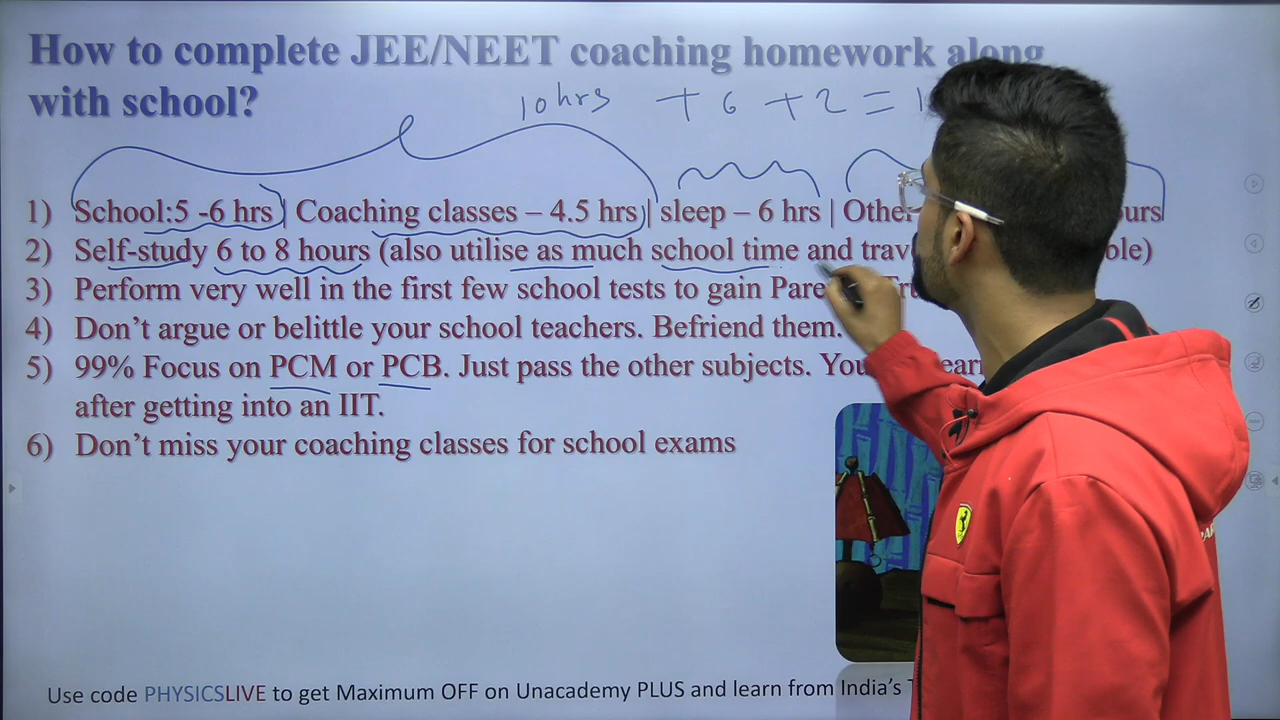 How to complete JEE/NEET coaching homework along
with school?
10 hrs + 6 + 2 = 1
1) School:5 -6 hrs | Coaching classes – 4.5 hrs | sleep – 6 hrs | Other ours
2) Self-study 6 to 8 hours (also utilise as much school time and trav ble)
3) Perform very well in the first few school tests to gain Pare
4) Don't argue or belittle your school teachers. Befriend them.
5) 99% Focus on PCM or PCB. Just pass the other subjects. You earn
after getting into an IIT.
6) Don't miss your coaching classes for school exams
Use code PHYSICSLIVE to get Maximum OFF on Unacademy PLUS and learn from India's T